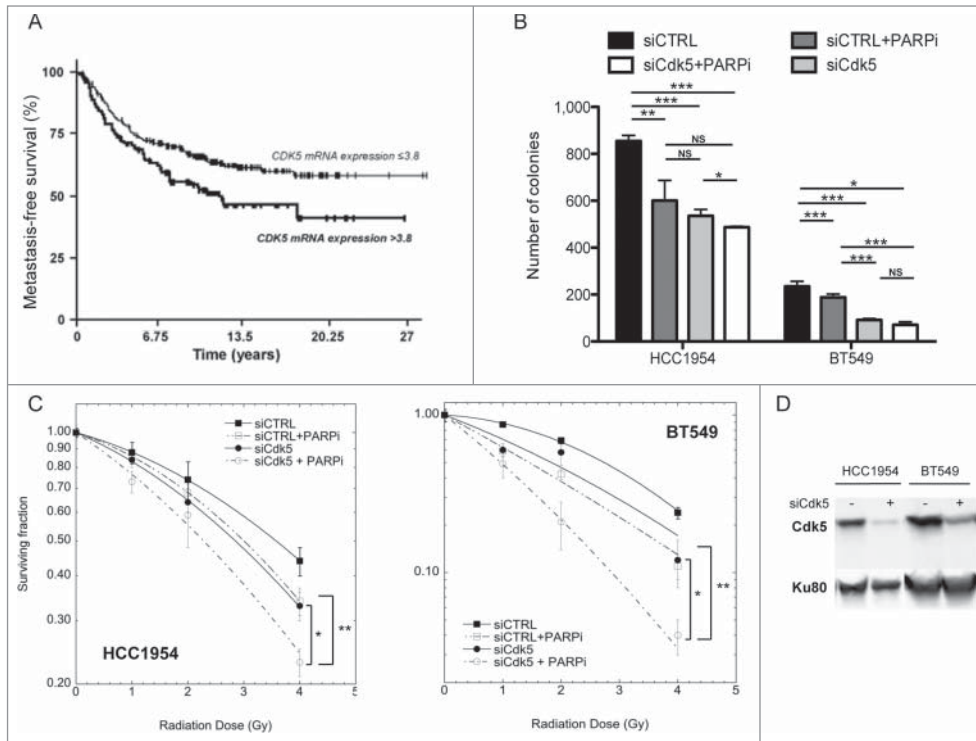 A
Metastasis-free survival (%)
100
75
50
25
0
CDK5 mRNA expression ≤3.8
CDK5 mRNA expression >3.8
0 6.75 13.5 20.25 27
Time (years)
B
siCTRL siCTRL+PARPi
siCdk5+PARPi siCdk5
Number of colonies
1,000
800
600
400
200
0
***
***
**
NS
NS
*
*
***
***
***
***
NS
HCC1954 BT549
C
Surviving fraction
1.00
0.90
0.80
0.70
0.60
0.50
0.40
0.30
0.20
siCTRL
siCTRL+PARPi
siCdk5
siCdk5 + PARPi
* **
HCC1954
0 1 2 3 4 5
Radiation Dose (Gy)
BT549
1.00
0.10
* **
siCTRL
siCTRL+PARPi
siCdk5
siCdk5 + PARPi
0 1 2 3 4 5
Radiation Dose (Gy)
D
HCC1954 BT549
siCdk5 - + - +
Cdk5
Ku80